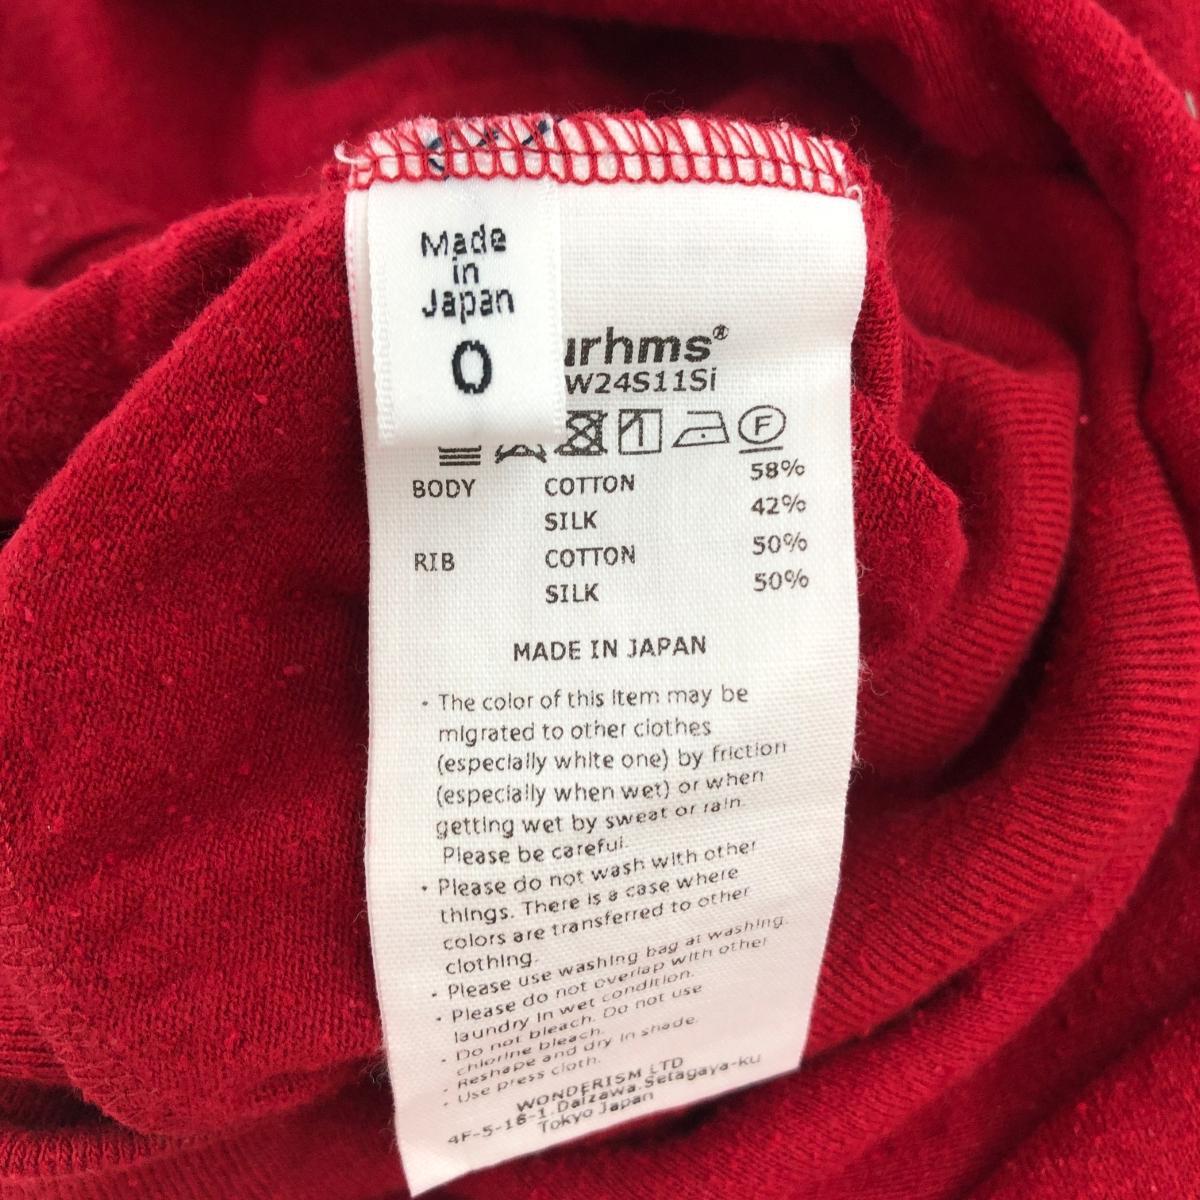 Made
in
Japan
0
urhms®
W24S11Si
F
BODY COTTON 58%
SILK 42%
RIB COTTON 50%
SILK 50%
MADE IN JAPAN
・The color of this item may be
migrated to other clothes
(especially white one) by friction
(especially when wet) or when
getting wet by sweat or rain.
Please be careful.
・Please do not wash with other
things. There is a case where
colors are transferred to other
clothing.
・Please use washing bag at washing.
・Please do not overlap with other
laundry in wet condition.
・Do not bleach. Do not use
chlorine bleach.
・Reshape and dry in shade.
・Use press cloth.
WONDERISM LTD
4F-5-16-1.Daizawa.Setagaya-ku
Tokyo Japan